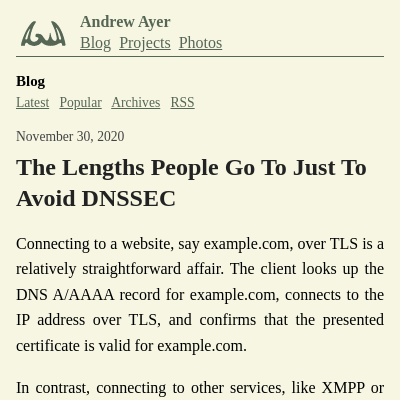 Andrew Ayer
Blog Projects Photos
Blog
Latest Popular Archives RSS
November 30, 2020
The Lengths People Go To Just To
Avoid DNSSEC
Connecting to a website, say example.com, over TLS is a
relatively straightforward affair. The client looks up the
DNS A/AAAA record for example.com, connects to the
IP address over TLS, and confirms that the presented
certificate is valid for example.com.
In contrast, connecting to other services, like XMPP or